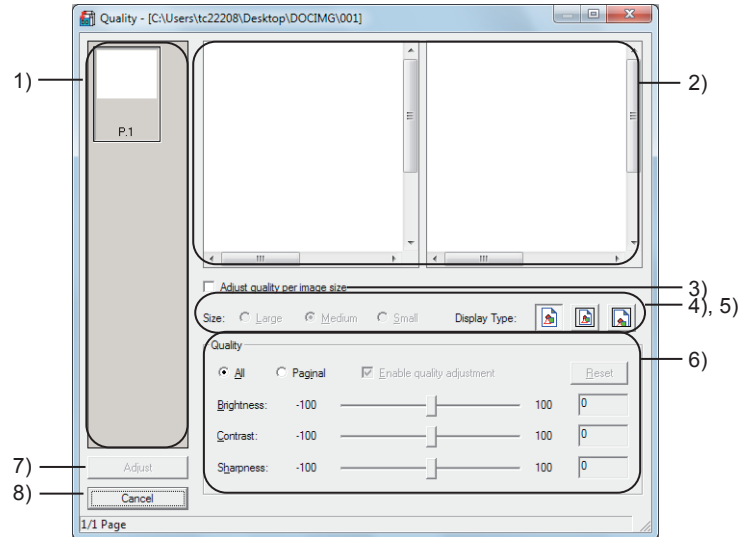 Quality - [C:\Users\tc22208\Desktop\DOCIMG\001]
1)
2)
P.1
Adjust quality per image size
3)
4), 5)
Size: Large Medium Small Display Type:
Quality
6)
All Paginal Enable quality adjustment Reset
Brightness: -100 100 0
Contrast: -100 100 0
Sharpness: -100 100 0
7)
Adjust
8)
Cancel
1/1 Page